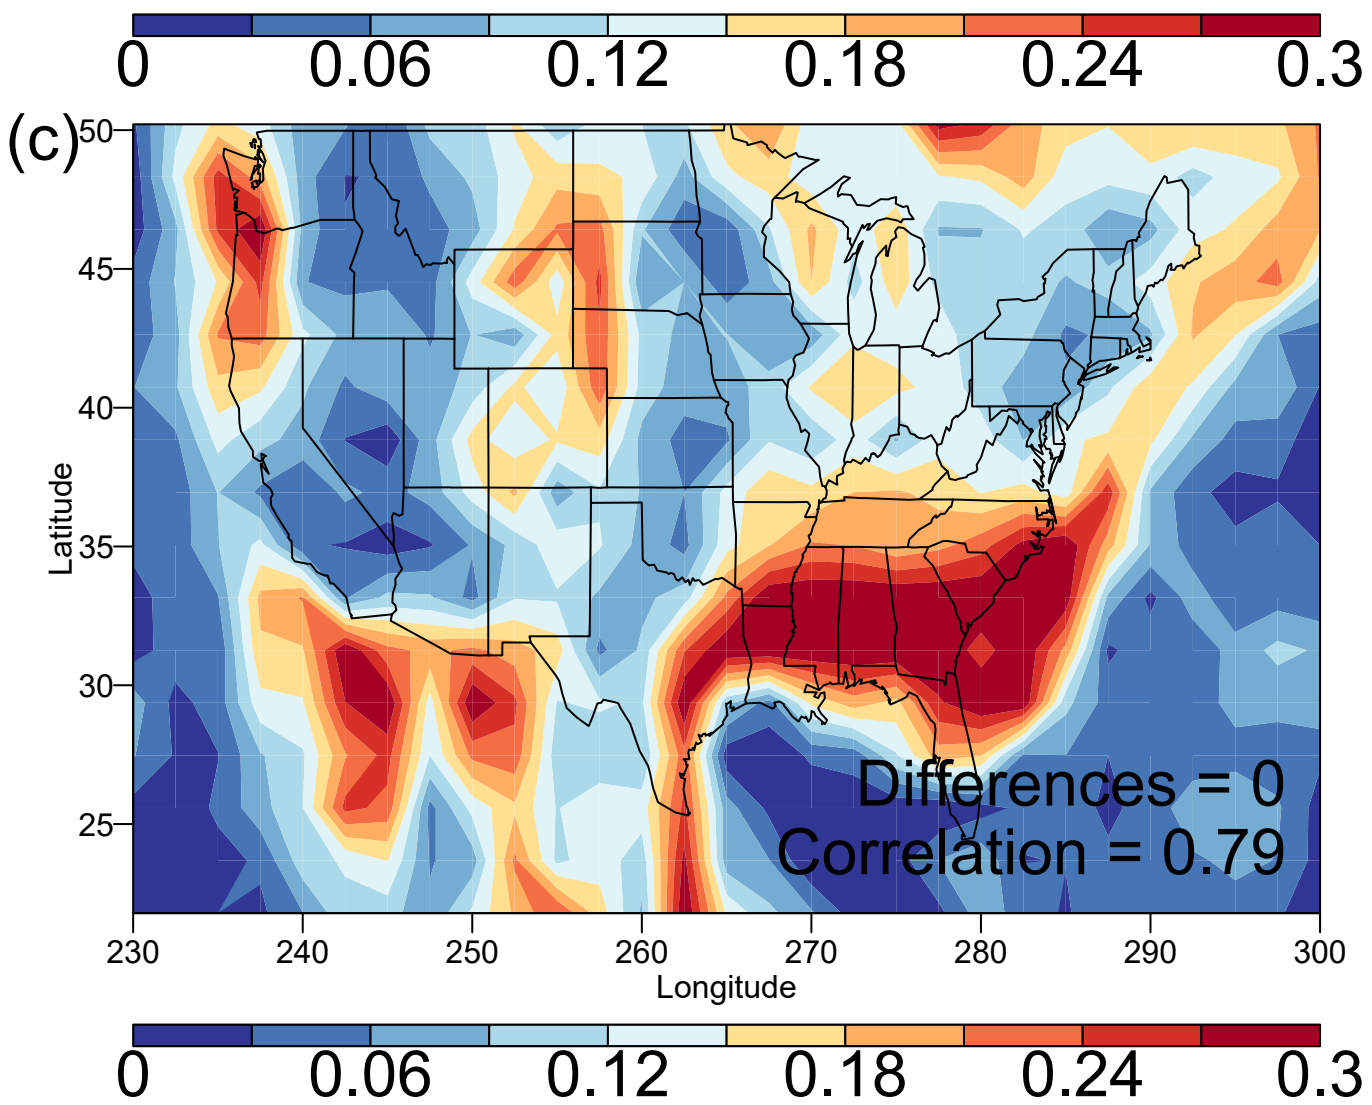 0 0.06 0.12 0.18 0.24 0.3
(c)
50
45
40
35
30
25
Latitude
Differences = 0
Correlation = 0.79
230 240 250 260 270 280 290 300
Longitude
0 0.06 0.12 0.18 0.24 0.3